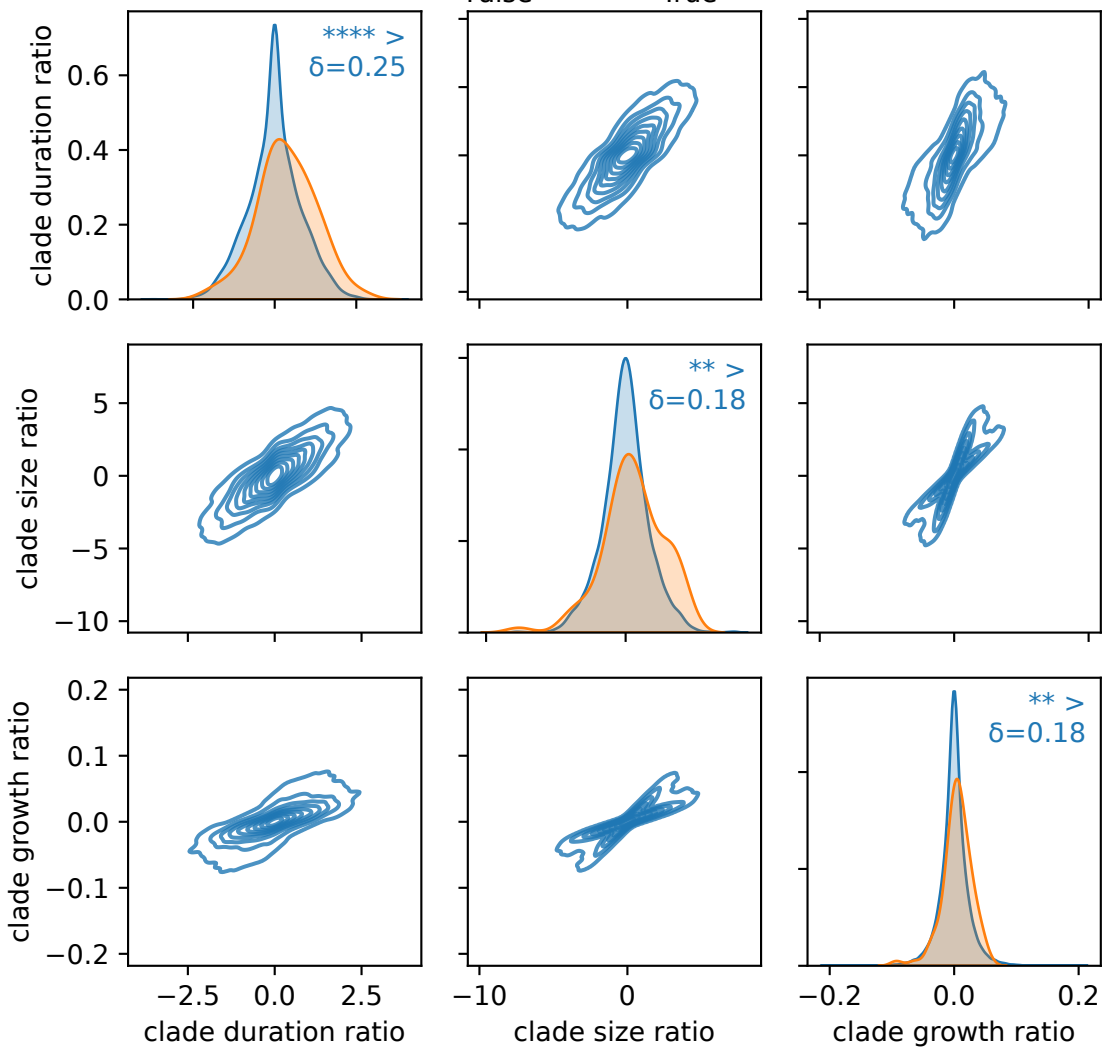 clade duration ratio
0.6
0.4
0.2
0.0
**** >
δ=0.25
clade size ratio
5
0
−5
−10
** >
δ=0.18
clade growth ratio
0.2
0.1
0.0
−0.1
−0.2
** >
δ=0.18
−2.5
0.0
2.5
clade duration ratio
−10
0
clade size ratio
−0.2
0.0
0.2
clade growth ratio